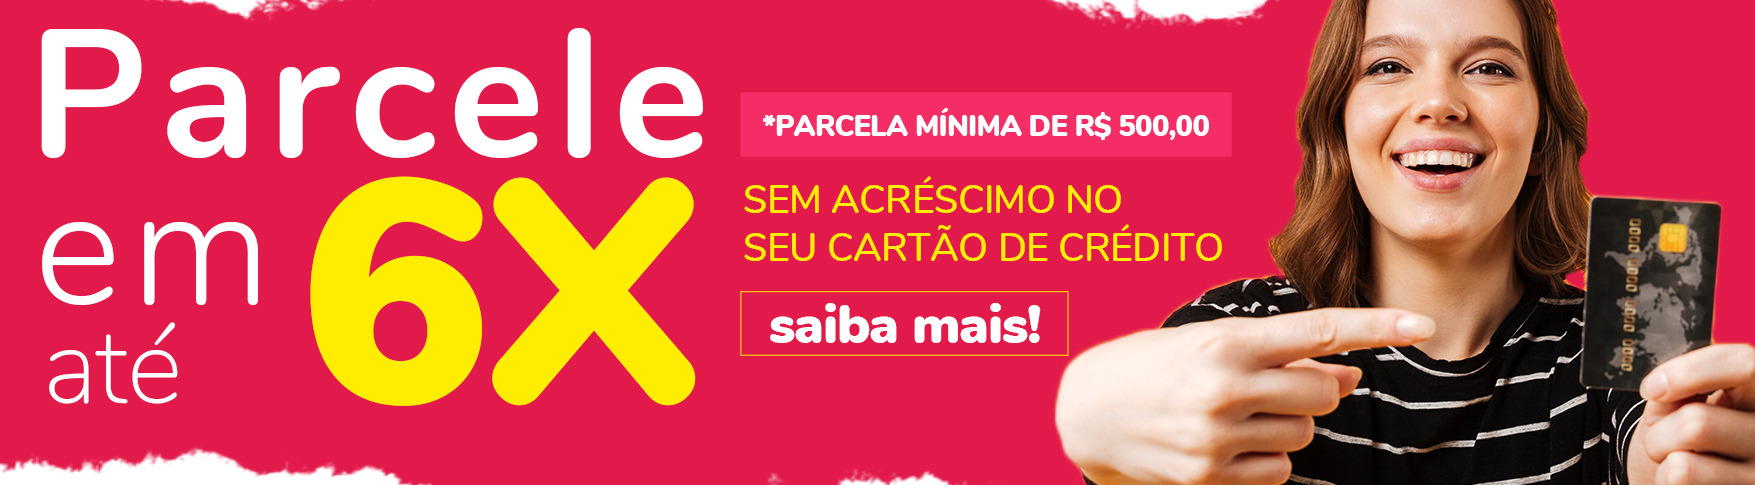 Parcele
em
até
6X
*PARCELA MÍNIMA DE R$ 500,00
SEM ACRÉSCIMO NO
SEU CARTÃO DE CRÉDITO
saiba mais!